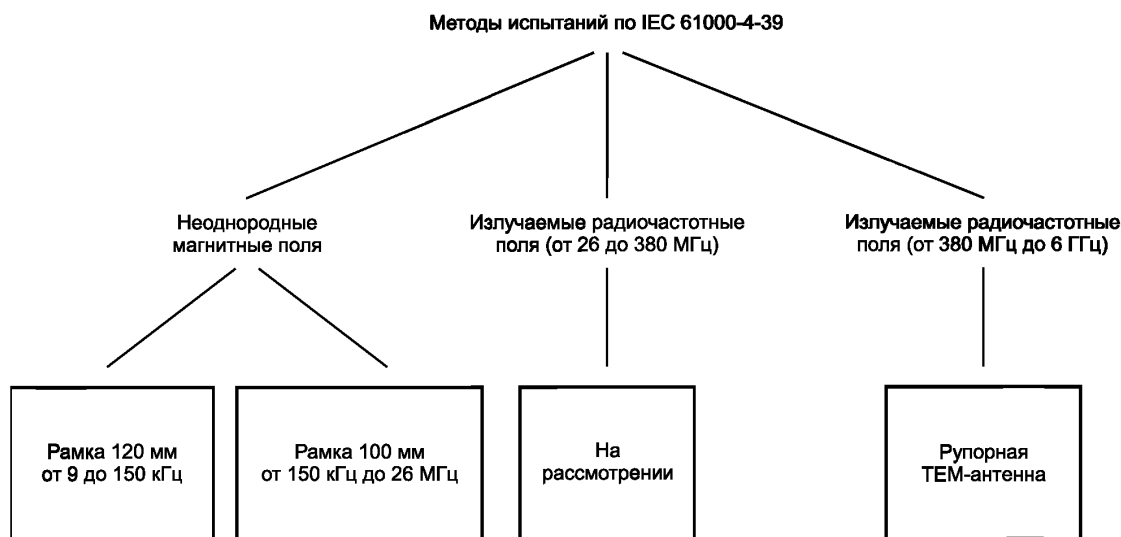 Методы испытаний по IEC 61000-4-39
Неоднородные
магнитные поля
Излучаемые радиочастотные
поля (от 26 до 380 МГц)
Излучаемые радиочастотные
поля (от 380 МГц до 6 ГГц)
Рамка 120 мм
от 9 до 150 кГц
Рамка 100 мм
от 150 кГц до 26 МГц
На
рассмотрении
Рупорная
ТЕМ-антенна